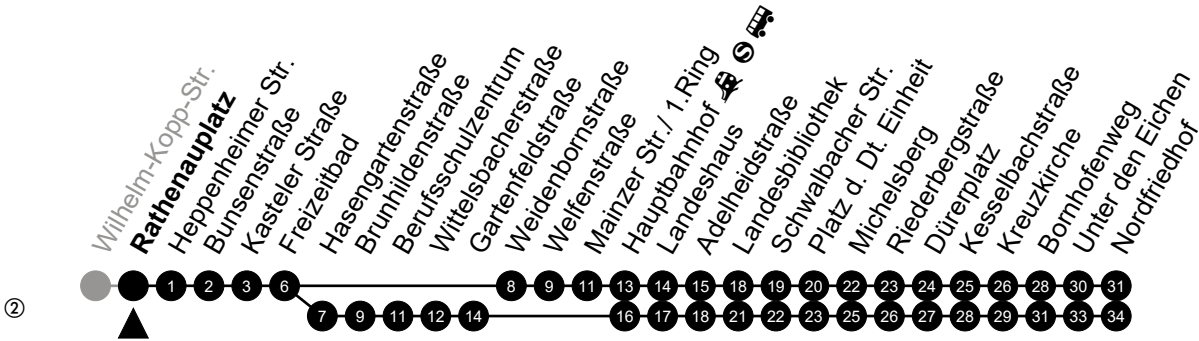 Wilhelm-Kopp-Str.
Rathenauplatz
Heppenheimer Str.
Bunsenstraße
Kasteler Straße
Freizeitbad
Hasengartenstraße
Brunhildenstraße
Berufsschulzentrum
Wittelsbacherstraße
Gartenfeldstraße
Weidenbornstraße
Welfenstraße
Mainzer Str./ 1.Ring
Hauptbahnhof S
Landeshaus
Adelheidstraße
Landesbibliothek
Schwalbacher Str.
Platz d. Dt. Einheit
Michelsberg
Riederbergstraße
Dürerplatz
Kesselbachstraße
Kreuzkirche
Bornhofenweg
Unter den Eichen
Nordfriedhof
1 2 3 6 8 9 11 13 14 15 18 19 20 22 23 24 25 26 28 30 31
② 7 9 11 12 14 16 17 18 21 22 23 25 26 27 28 29 31 33 34